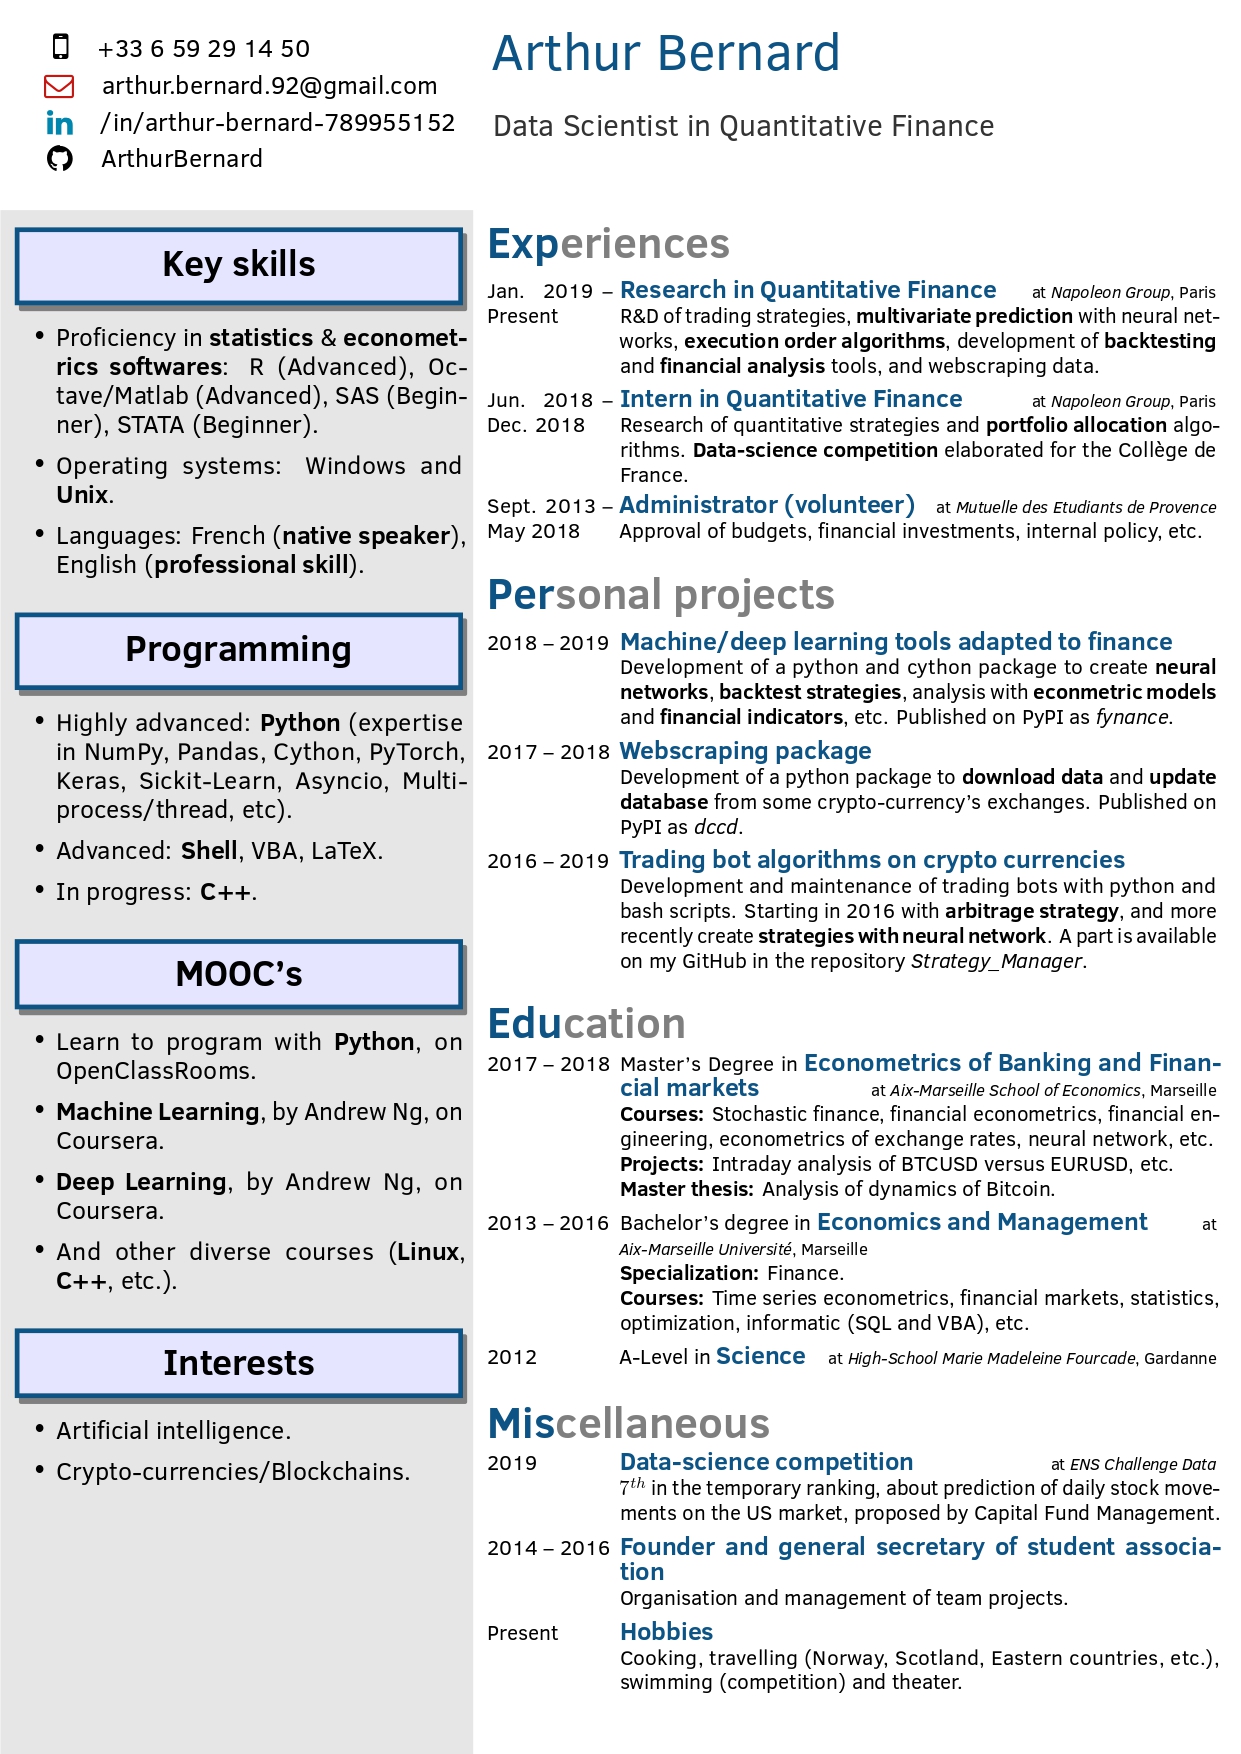 +33 6 59 29 14 50
arthur.bernard.92@gmail.com
/in/arthur-bernard-789955152
ArthurBernard
Arthur Bernard
Data Scientist in Quantitative Finance
Key skills
• Proficiency in statistics & economet-
rics softwares: R (Advanced), Oc-
tave/Matlab (Advanced), SAS (Begin-
ner), STATA (Beginner).
• Operating systems: Windows and
Unix.
• Languages: French (native speaker),
English (professional skill).
Programming
• Highly advanced: Python (expertise
in NumPy, Pandas, Cython, PyTorch,
Keras, Sickit-Learn, Asyncio, Multi-
process/thread, etc).
• Advanced: Shell, VBA, LaTeX.
• In progress: C++.
MOOC's
• Learn to program with Python, on
OpenClassRooms.
• Machine Learning, by Andrew Ng, on
Coursera.
• Deep Learning, by Andrew Ng, on
Coursera.
• And other diverse courses (Linux,
C++, etc.).
Interests
• Artificial intelligence.
• Crypto-currencies/Blockchains.
Experiences
Jan. 2019 – Research in Quantitative Finance at Napoleon Group, Paris
Present R&D of trading strategies, multivariate prediction with neural net-
works, execution order algorithms, development of backtesting
and financial analysis tools, and webscraping data.
Jun. 2018 – Intern in Quantitative Finance at Napoleon Group, Paris
Dec. 2018 Research of quantitative strategies and portfolio allocation algo-
rithms. Data-science competition elaborated for the Collège de
France.
Sept. 2013 – Administrator (volunteer) at Mutuelle des Etudiants de Provence
May 2018 Approval of budgets, financial investments, internal policy, etc.
Personal projects
2018 – 2019 Machine/deep learning tools adapted to finance
Development of a python and cython package to create neural
networks, backtest strategies, analysis with econmetric models
and financial indicators, etc. Published on PyPI as fynance.
2017 – 2018 Webscraping package
Development of a python package to download data and update
database from some crypto-currency's exchanges. Published on
PyPI as dccd.
2016 – 2019 Trading bot algorithms on crypto currencies
Development and maintenance of trading bots with python and
bash scripts. Starting in 2016 with arbitrage strategy, and more
recently create strategies with neural network. A part is available
on my GitHub in the repository Strategy_Manager.
Education
2017 – 2018 Master's Degree in Econometrics of Banking and Finan-
cial markets at Aix-Marseille School of Economics, Marseille
Courses: Stochastic finance, financial econometrics, financial en-
gineering, econometrics of exchange rates, neural network, etc.
Projects: Intraday analysis of BTCUSD versus EURUSD, etc.
Master thesis: Analysis of dynamics of Bitcoin.
2013 – 2016 Bachelor's degree in Economics and Management at
Aix-Marseille Université, Marseille
Specialization: Finance.
Courses: Time series econometrics, financial markets, statistics,
optimization, informatic (SQL and VBA), etc.
2012 A-Level in Science at High-School Marie Madeleine Fourcade, Gardanne
Miscellaneous
2019 Data-science competition at ENS Challenge Data
7th in the temporary ranking, about prediction of daily stock move-
ments on the US market, proposed by Capital Fund Management.
2014 – 2016 Founder and general secretary of student associa-
tion
Organisation and management of team projects.
Present Hobbies
Cooking, travelling (Norway, Scotland, Eastern countries, etc.),
swimming (competition) and theater.